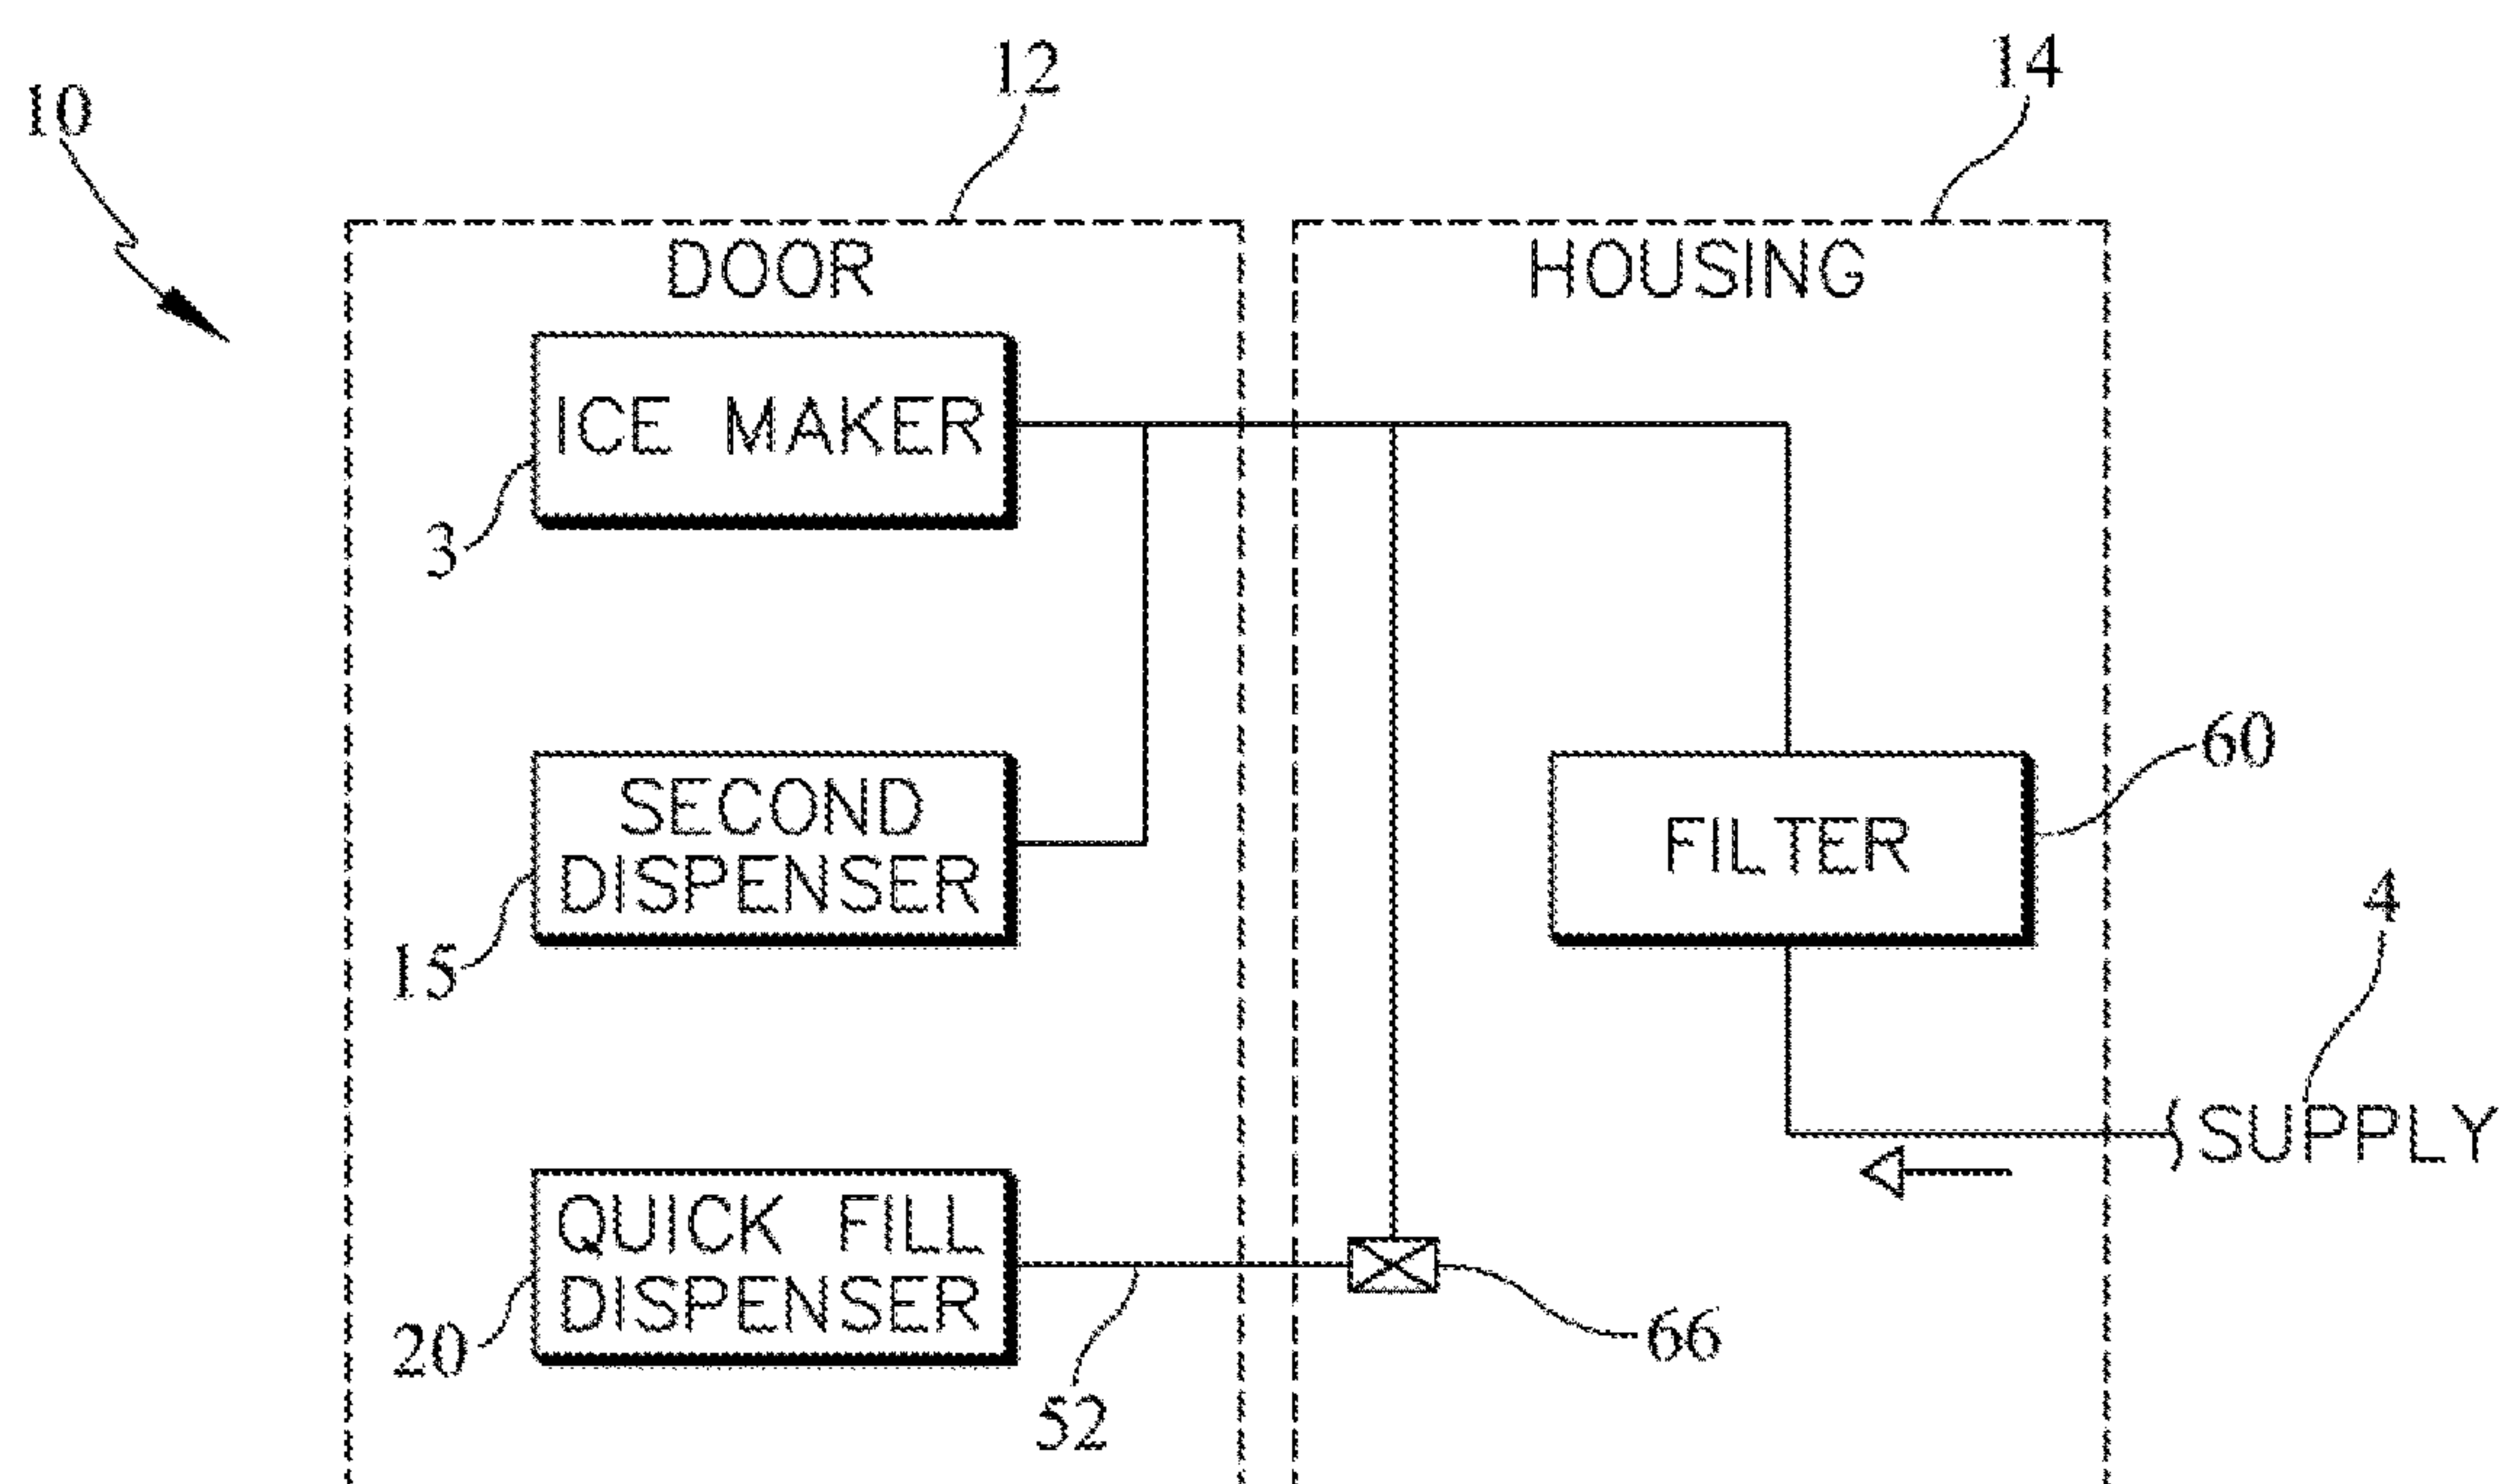 10
12
14
DOOR
HOUSING
ICE MAKER
3
60
SECOND
DISPENSER
FILTER
4
15
SUPPLY
QUICK FILL
DISPENSER
20
66
52